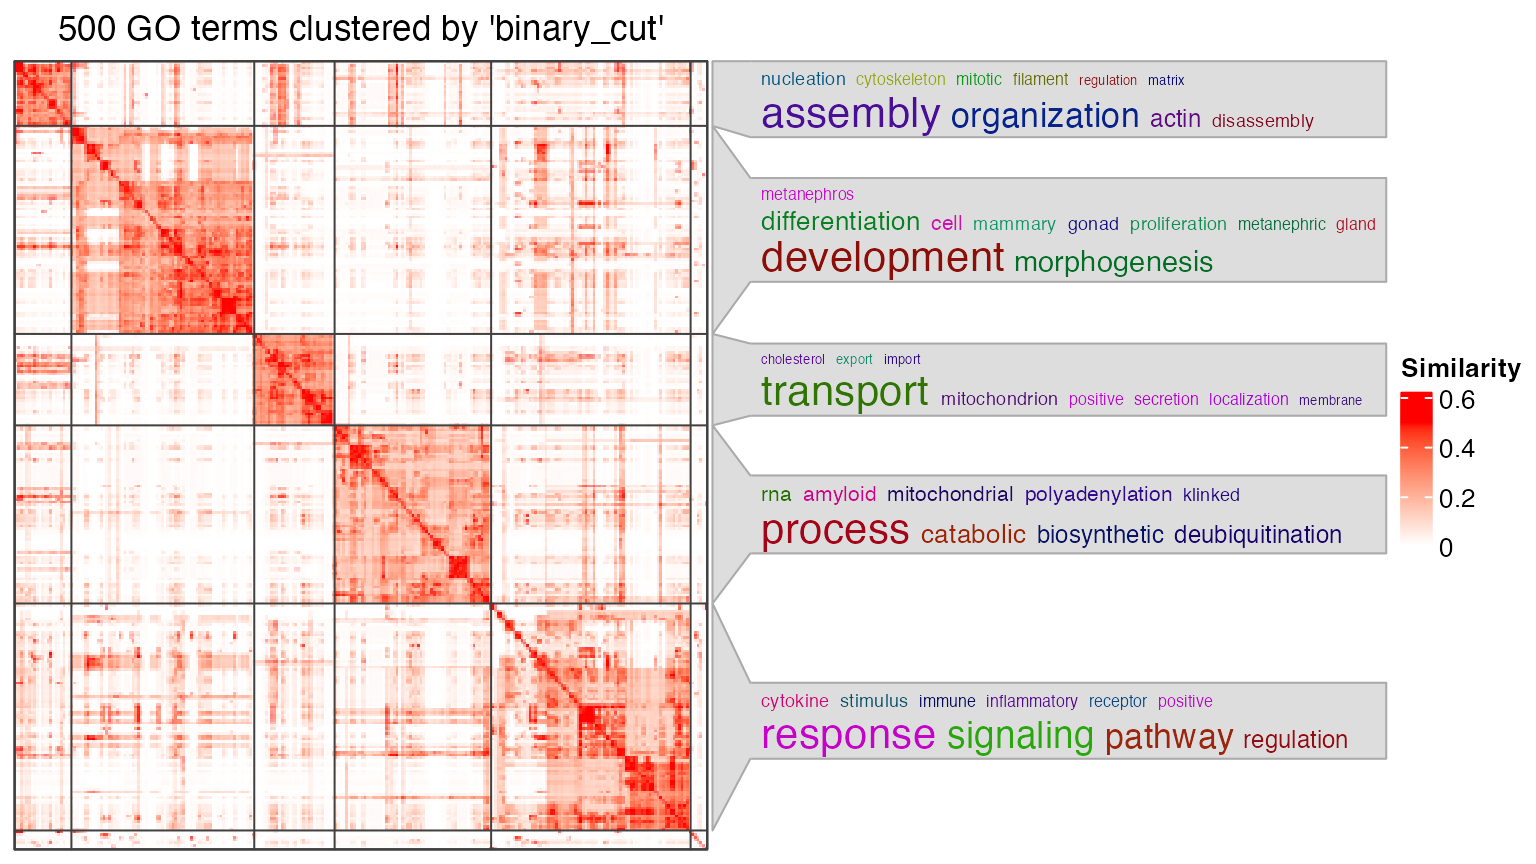 500 GO terms clustered by 'binary_cut'
nucleation cytoskeleton mitotic filament regulation matrix
assembly organization actin disassembly
metanephros
differentiation cell mammary gonad proliferation metanephric gland
development morphogenesis
cholesterol export import
transport mitochondrion positive secretion localization membrane
rna amyloid mitochondrial polyadenylation klinked
process catabolic biosynthetic deubiquitination
cytokine stimulus immune inflammatory receptor positive
response signaling pathway regulation
Similarity
0.6
0.4
0.2
0